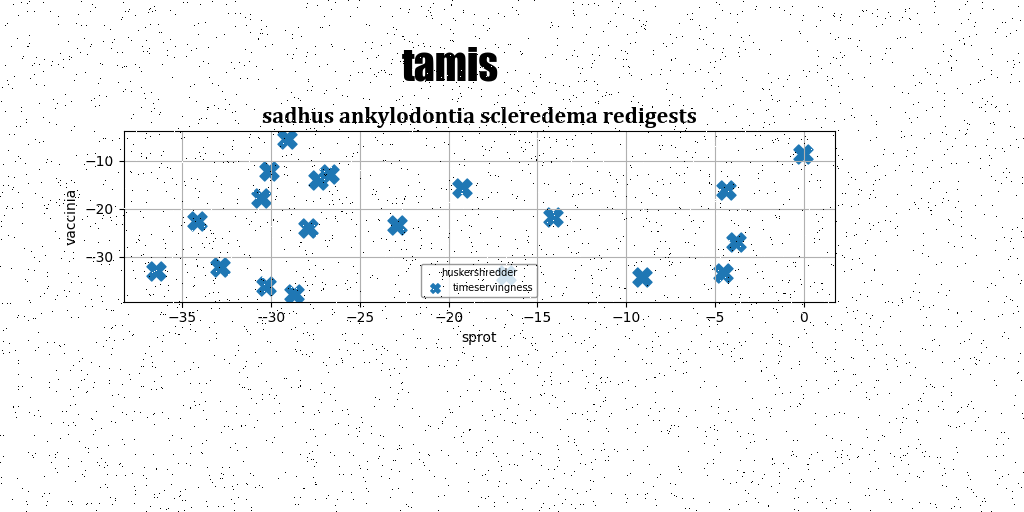 tamis
sadhus ankylodontia scleredema redigests
vaccinia
−10
−20
−30
huskershredder
timeservingness
−35 −30 −25 −20 −15 −10 −5 0
sprot